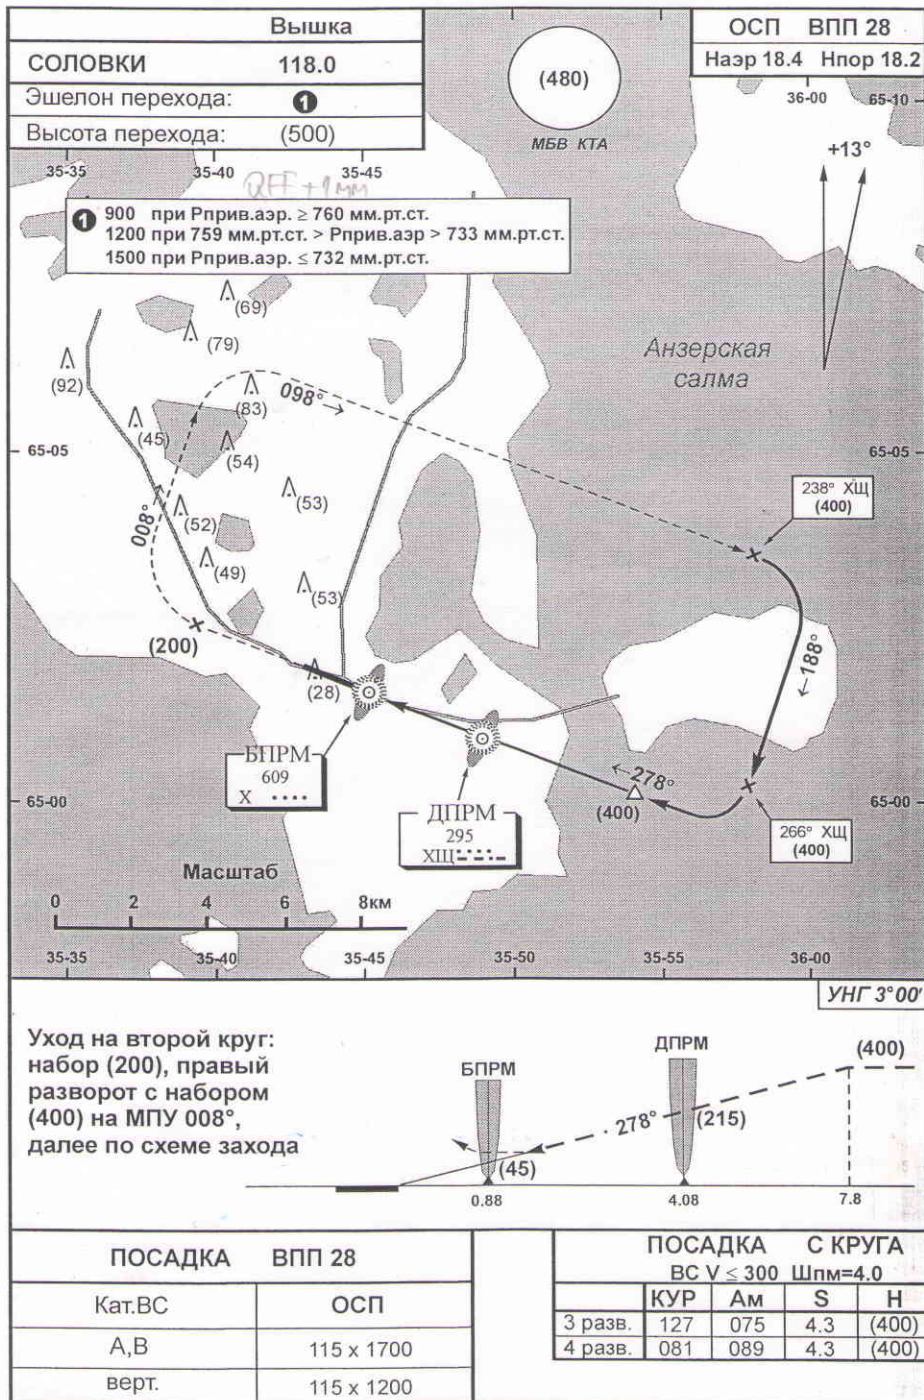 Вышка
СОЛОВКИ 118.0
Эшелон перехода: ❶
Высота перехода: (500)
ОСП ВПП 28
Наэр 18.4 Нпор 18.2
(480)
МБВ КТА
36-00 65-10
+13°
35-35 35-40 35-45
QFE +1мм
❶ 900 при Рприв.аэр. ≥ 760 мм.рт.ст.
1200 при 759 мм.рт.ст. > Рприв.аэр > 733 мм.рт.ст.
1500 при Рприв.аэр. ≤ 732 мм.рт.ст.
(69)
(79)
(92)
(83)
098°→
(45)
(54)
Анзерская
салма
65-05
65-05
(53)
238° ХЩ
(400)
008°→
(52)
(49)
(53)
(200)
←188°
(28)
БПРМ
609
Х ....
←278°
(400)
65-00
65-00
ДПРМ
295
ХЩ
266° ХЩ
(400)
Масштаб
0 2 4 6 8км
35-35 35-40 35-45 35-50 35-55 36-00
УНГ 3°00'
Уход на второй круг:
набор (200), правый
разворот с набором
(400) на МПУ 008°,
далее по схеме захода
БПРМ
ДПРМ
(400)
278°
(215)
(45)
0.88 4.08 7.8
ПОСАДКА ВПП 28
Кат.ВС ОСП
А,В 115 x 1700
верт. 115 x 1200
ПОСАДКА С КРУГА
ВС V ≤ 300 Шпм=4.0
КУР Ам S Н
3 разв. 127 075 4.3 (400)
4 разв. 081 089 4.3 (400)